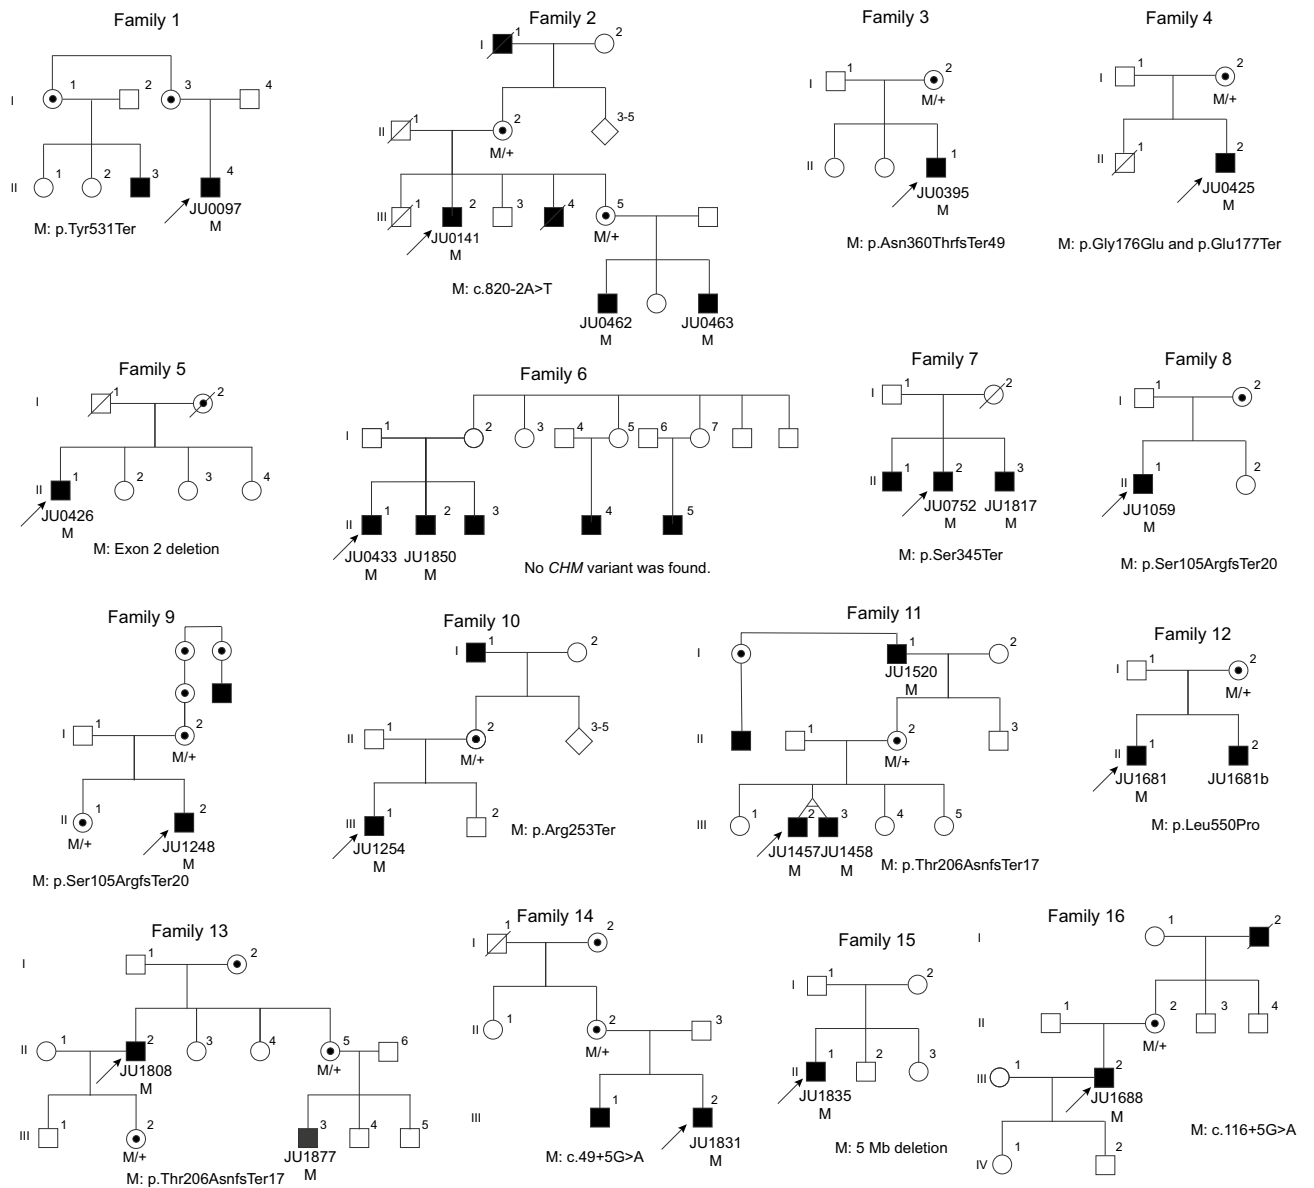 Family 1
I
1
2
3
4
II
1
2
3
4
JU0097
M
M: p.Tyr531Ter
Family 2
I
1
2
II
1
2
3-5
M/+
III
1
2
3
4
5
JU0141
M
M/+
M: c.820-2A>T
JU0462
M
JU0463
M
Family 3
I
1
2
M/+
II
1
JU0395
M
M: p.Asn360ThrfsTer49
Family 4
I
1
2
M/+
II
1
2
JU0425
M
M: p.Gly176Glu and p.Glu177Ter
Family 5
I
1
2
II
1
2
3
4
JU0426
M
M: Exon 2 deletion
Family 6
I
1
2
3
4
5
6
7
II
1
2
3
4
5
JU0433
M
JU1850
M
No CHM variant was found.
Family 7
I
1
2
II
1
2
3
JU0752
M
JU1817
M
M: p.Ser345Ter
Family 8
I
1
2
II
1
2
JU1059
M
M: p.Ser105ArgfsTer20
Family 9
I
1
2
M/+
II
1
2
M/+
JU1248
M
M: p.Ser105ArgfsTer20
Family 10
I
1
2
II
1
2
3-5
M/+
III
1
2
JU1254
M
M: p.Arg253Ter
Family 11
I
1
2
JU1520
M
II
1
2
3
M/+
III
1
2
3
4
5
JU1457
M
JU1458
M
M: p.Thr206AsnfsTer17
Family 12
I
1
2
M/+
II
1
2
JU1681
M
JU1681b
M: p.Leu550Pro
Family 13
I
1
2
II
1
2
3
4
5
6
JU1808
M
M/+
III
1
2
3
4
5
M/+
JU1877
M
M: p.Thr206AsnfsTer17
Family 14
I
1
2
II
1
2
3
M/+
III
1
2
JU1831
M
M: c.49+5G>A
Family 15
I
1
2
II
1
2
3
JU1835
M
M: 5 Mb deletion
Family 16
I
1
2
II
1
2
3
4
M/+
III
1
2
JU1688
M
M: c.116+5G>A
IV
1
2